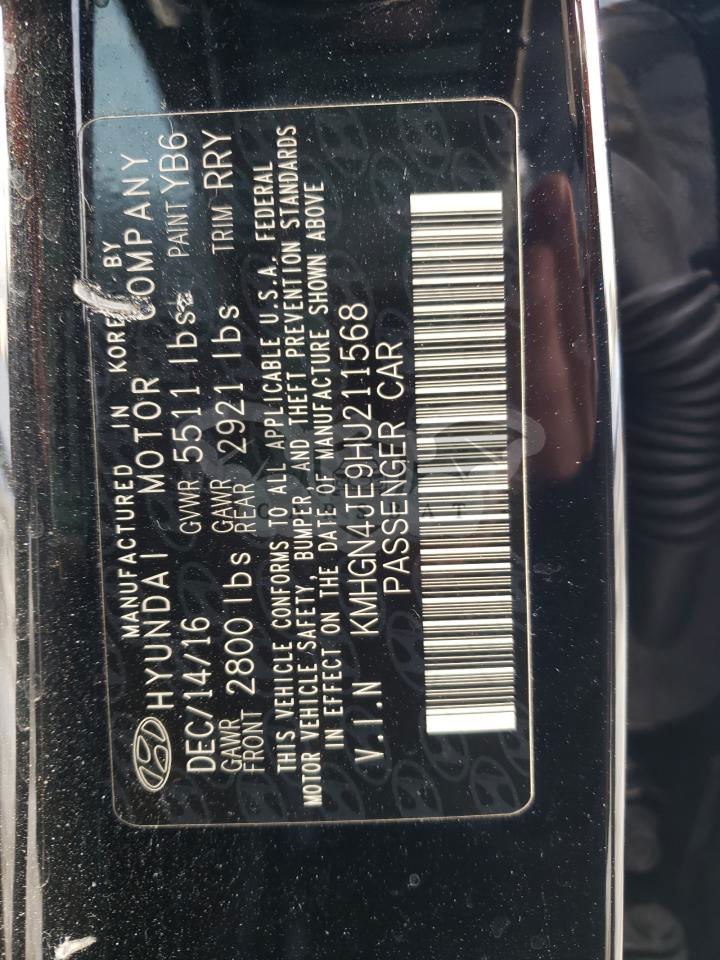 MANUFACTURED IN KOREA BY
HYUNDAI MOTOR COMPANY
DEC/14/16 GVWR 5511 lbs PAINT YB6
GAWR FRONT 2800 lbs GAWR REAR 2921 lbs TRIM RRY
THIS VEHICLE CONFORMS TO ALL APPLICABLE U.S.A. FEDERAL
MOTOR VEHICLE SAFETY, BUMPER, AND THEFT PREVENTION STANDARDS
IN EFFECT ON THE DATE OF MANUFACTURE SHOWN ABOVE
V.I.N KMHGN4JE9HU211568
PASSENGER CAR